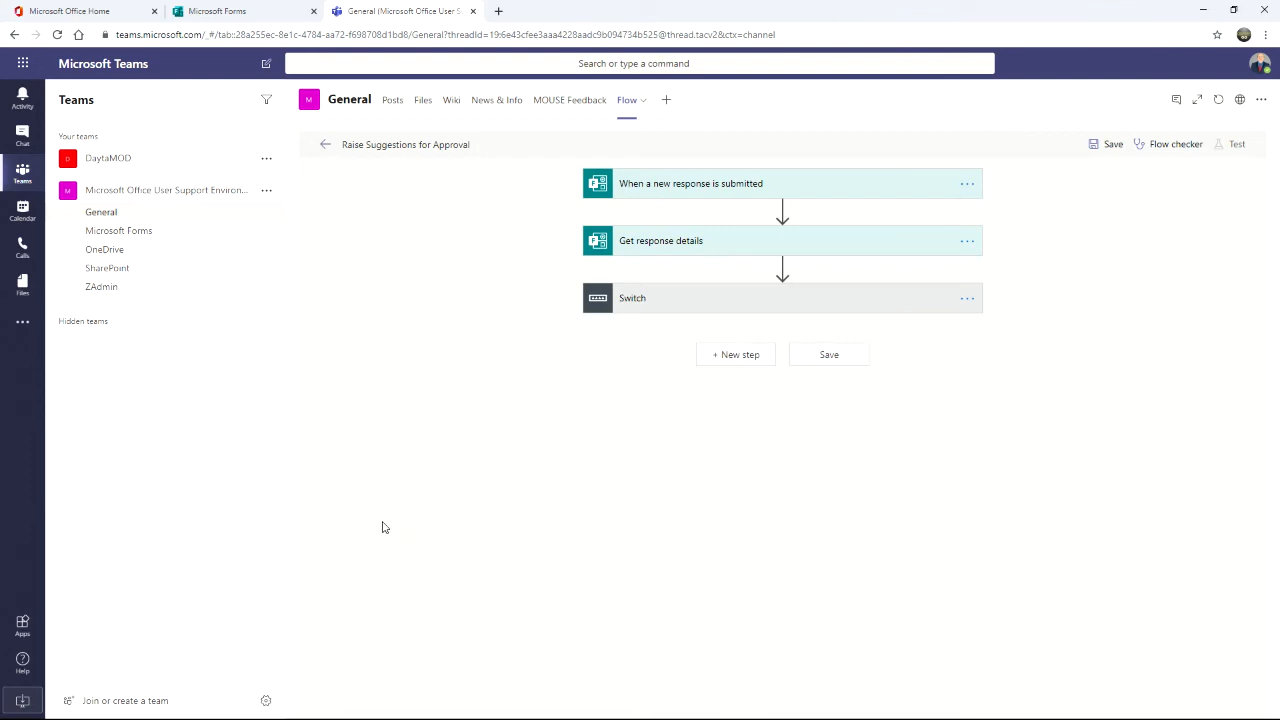 Microsoft Office Home
Microsoft Forms
General (Microsoft Office User S
teams.microsoft.com/_#/tab::28a255ec-8e1c-4784-aa72-f698708d1bd8/General?threadId=19:6e43cfee3aaa4228aadc9b094734b525@thread.tacv2&ctx=channel
Microsoft Teams
Search or type a command
Activity
Chat
Teams
Calendar
Calls
Files
Apps
Help
Teams
Your teams
D
DaytaMOD
M
Microsoft Office User Support Environ...
General
Microsoft Forms
OneDrive
SharePoint
ZAdmin
Hidden teams
Join or create a team
M
General
Posts
Files
Wiki
News & Info
MOUSE Feedback
Flow
Raise Suggestions for Approval
Save
Flow checker
Test
When a new response is submitted
Get response details
Switch
+ New step
Save